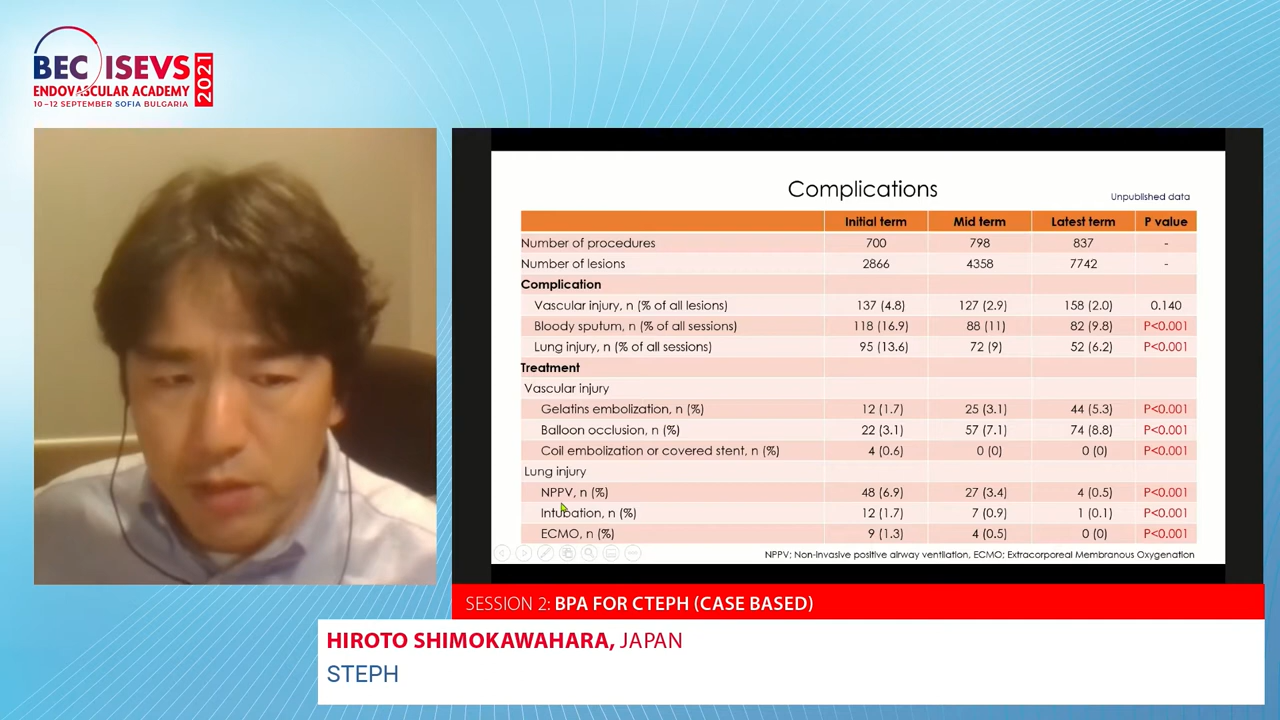 BEC ISEVS
2021
ENDOVASCULAR ACADEMY
10–12 SEPTEMBER SOFIA BULGARIA
Complications
Unpublished data
Initial term Mid term Latest term P value
Number of procedures 700 798 837 -
Number of lesions 2866 4358 7742 -
Complication
Vascular injury, n (% of all lesions) 137 (4.8) 127 (2.9) 158 (2.0) 0.140
Bloody sputum, n (% of all sessions) 118 (16.9) 88 (11) 82 (9.8) P<0.001
Lung injury, n (% of all sessions) 95 (13.6) 72 (9) 52 (6.2) P<0.001
Treatment
Vascular injury
Gelatins embolization, n (%) 12 (1.7) 25 (3.1) 44 (5.3) P<0.001
Balloon occlusion, n (%) 22 (3.1) 57 (7.1) 74 (8.8) P<0.001
Coil embolization or covered stent, n (%) 4 (0.6) 0 (0) 0 (0) P<0.001
Lung injury
NPPV, n (%) 48 (6.9) 27 (3.4) 4 (0.5) P<0.001
Intubation, n (%) 12 (1.7) 7 (0.9) 1 (0.1) P<0.001
ECMO, n (%) 9 (1.3) 4 (0.5) 0 (0) P<0.001
NPPV; Non-invasive positive airway ventilation, ECMO; Extracorporeal Membranous Oxygenation
SESSION 2: BPA FOR CTEPH (CASE BASED)
HIROTO SHIMOKAWAHARA, JAPAN
STEPH